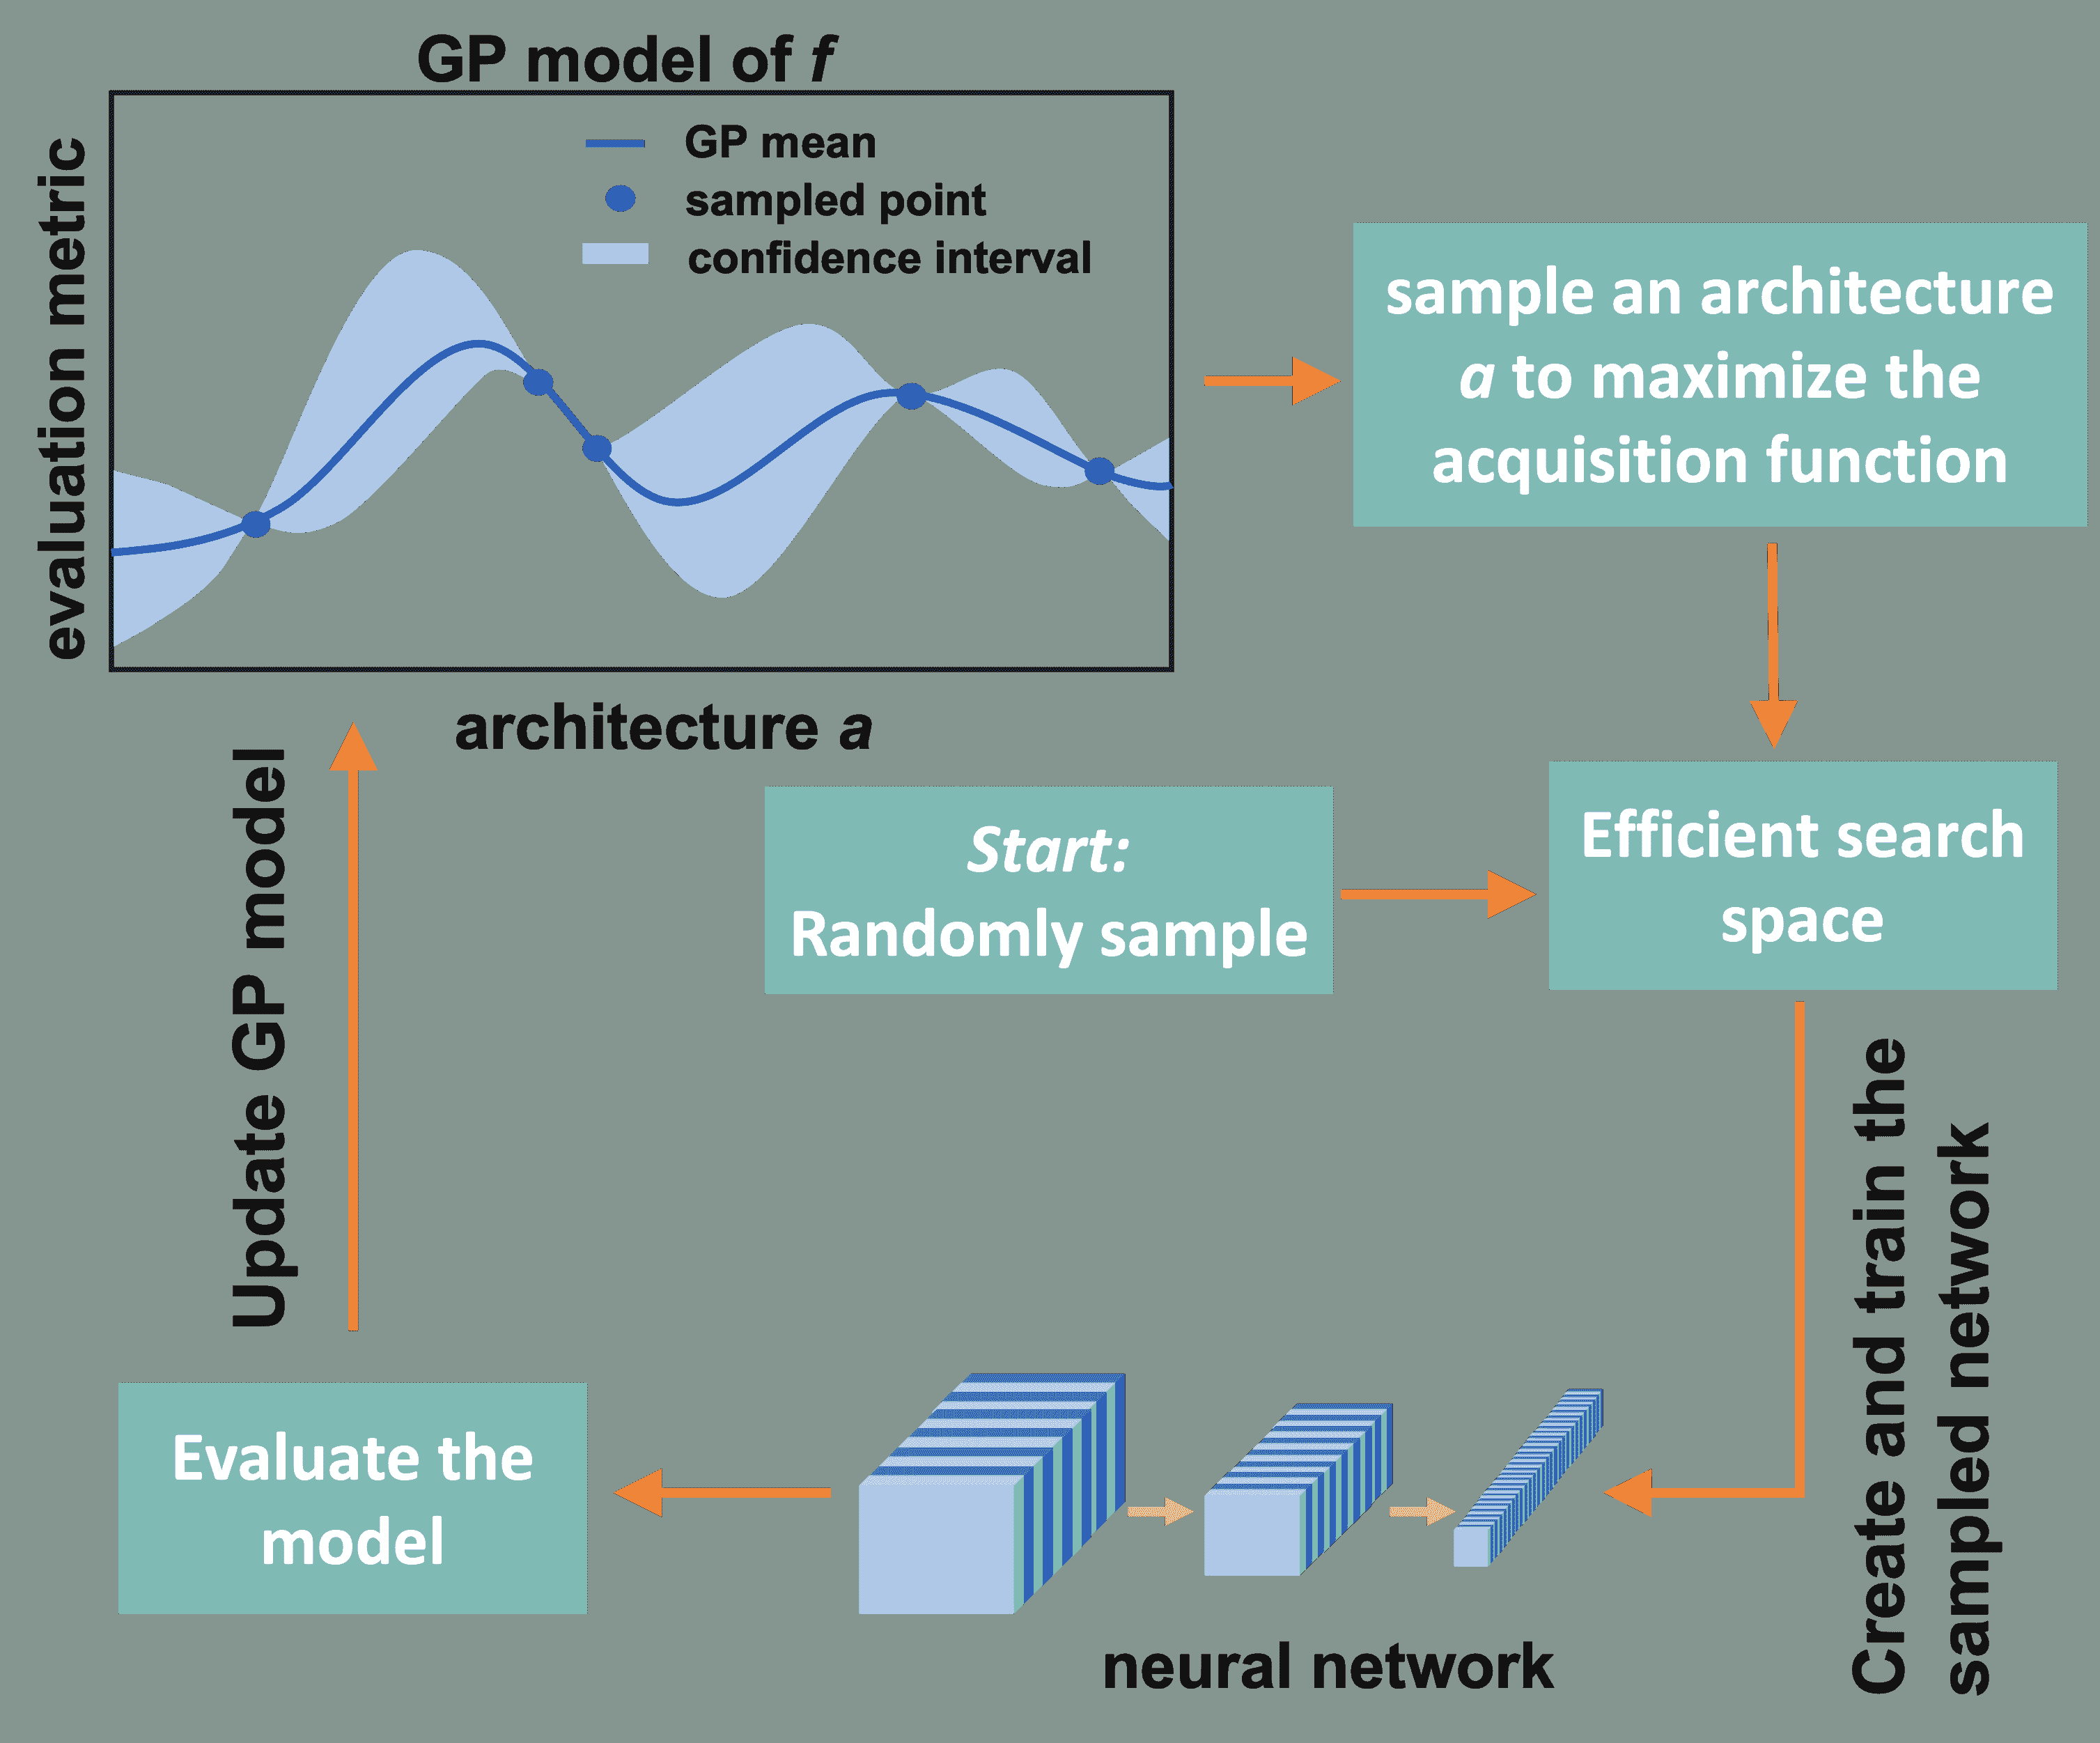 GP model of f
GP mean
sampled point
confidence interval
evaluation metric
architecture a
sample an architecture
a to maximize the
acquisition function
Start:
Randomly sample
Efficient search
space
Update GP model
Create and train the
sampled network
Evaluate the
model
neural network